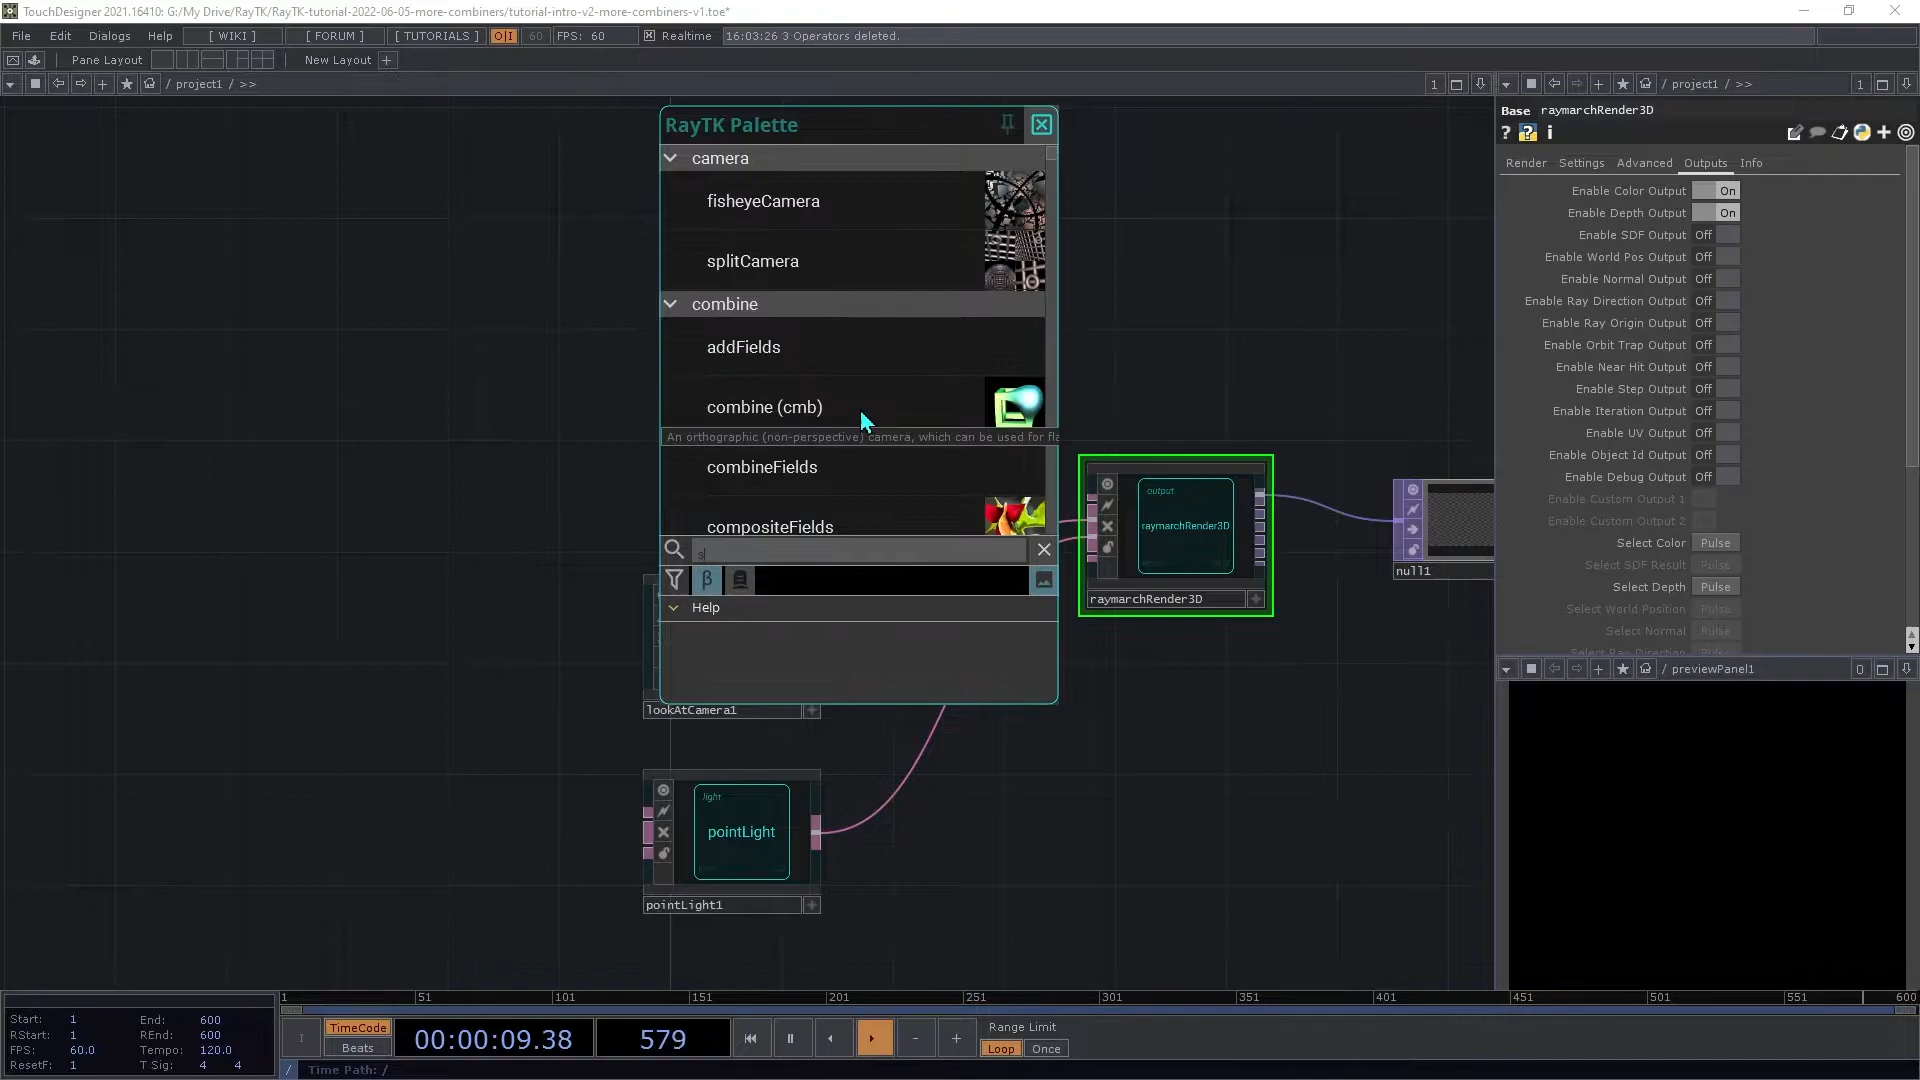 TouchDesigner 2021.16410: G:/My Drive/RayTK/RayTK-tutorial-2022-06-05-more-combiners/tutorial-intro-v2-more-combiners-v1.toe*
File Edit Dialogs Help [ WIKI ] [ FORUM ] [ TUTORIALS ] O|I 60 FPS: 60 Realtime 16:03:26 3 Operators deleted.
Pane Layout New Layout +
/ project1 / >> 1
/ project1 / >> 1
RayTK Palette
camera
fisheyeCamera
splitCamera
combine
addFields
combine (cmb)
An orthographic (non-perspective) camera, which can be used for fla
combineFields
compositeFields
s
β
Help
lookAtCamera1
light
pointLight
pointLight1
output
raymarchRender3D
raymarchRender3D
null1
Base raymarchRender3D
? ? i
Render Settings Advanced Outputs Info
Enable Color Output On
Enable Depth Output On
Enable SDF Output Off
Enable World Pos Output Off
Enable Normal Output Off
Enable Ray Direction Output Off
Enable Ray Origin Output Off
Enable Orbit Trap Output Off
Enable Near Hit Output Off
Enable Step Output Off
Enable Iteration Output Off
Enable UV Output Off
Enable Object Id Output Off
Enable Debug Output Off
Enable Custom Output 1
Enable Custom Output 2
Select Color Pulse
Select SDF Result Pulse
Select Depth Pulse
Select World Position Pulse
Select Normal Pulse
Select Ray Direction Pulse
/ previewPanel1 0
1 51 101 151 201 251 301 351 401 451 501 551 600
Start: 1 End: 600
RStart: 1 REnd: 600
FPS: 60.0 Tempo: 120.0
ResetF: 1 T Sig: 4 4
I TimeCode Beats 00:00:09.38 579 - +
Range Limit
Loop Once
/ Time Path: /